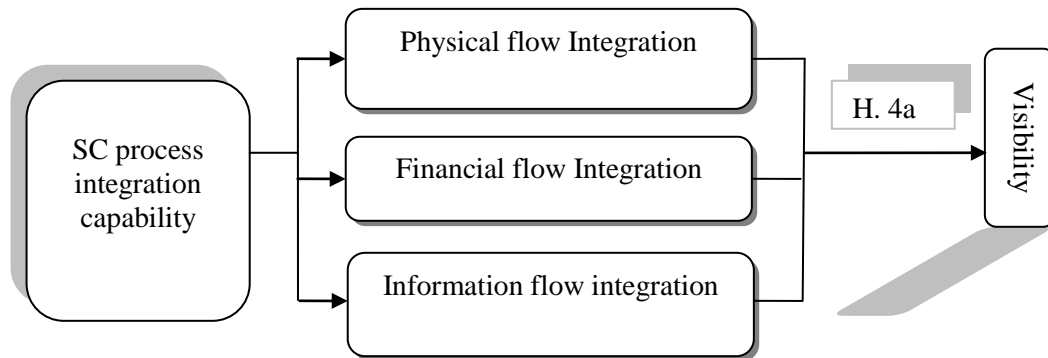 SC process
integration
capability
Physical flow Integration
Financial flow Integration
Information flow integration
H. 4a
Visibility